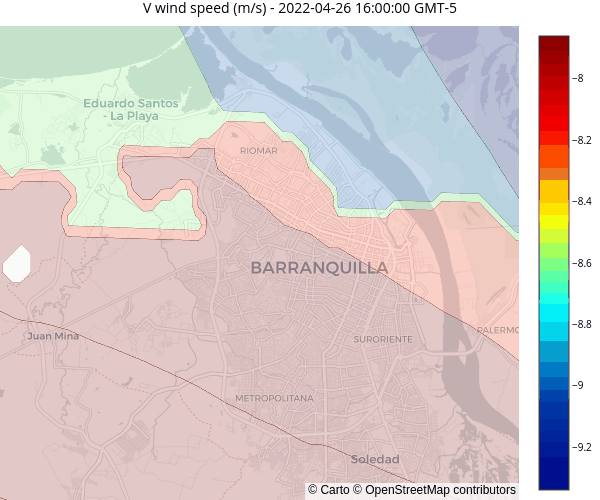 V wind speed (m/s) - 2022-04-26 16:00:00 GMT-5
Eduardo Santos
- La Playa
RIOMAR
BARRANQUILLA
PALERMO
Juan Mina
SURORIENTE
METROPOLITANA
Soledad
© Carto © OpenStreetMap contributors
−8
−8.2
−8.4
−8.6
−8.8
−9
−9.2